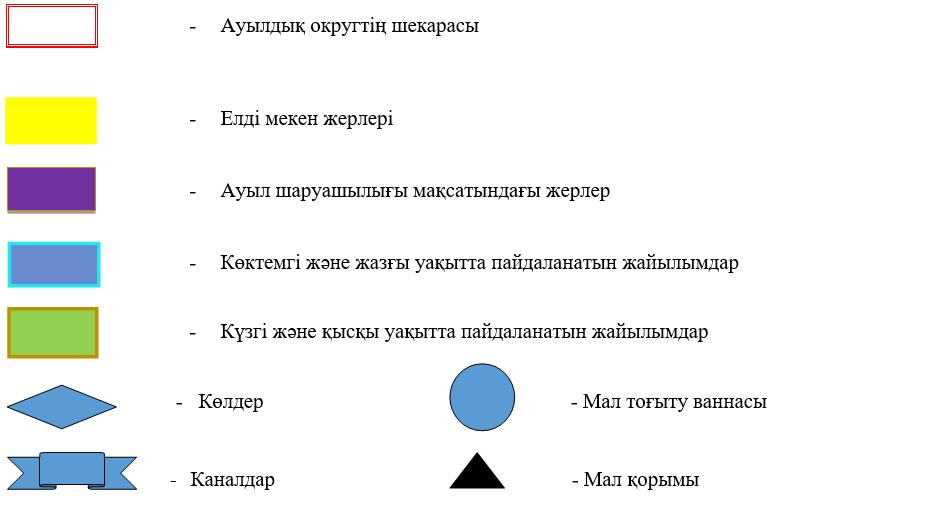 - Ауылдық округтің шекарасы
- Елді мекен жерлері
- Ауыл шаруашылығы мақсатындағы жерлер
- Көктемгі және жазғы уақытта пайдаланатын жайылымдар
- Күзгі және қысқы уақытта пайдаланатын жайылымдар
- Көлдер - Мал тоғыту ваннасы
- Каналдар - Мал қорымы